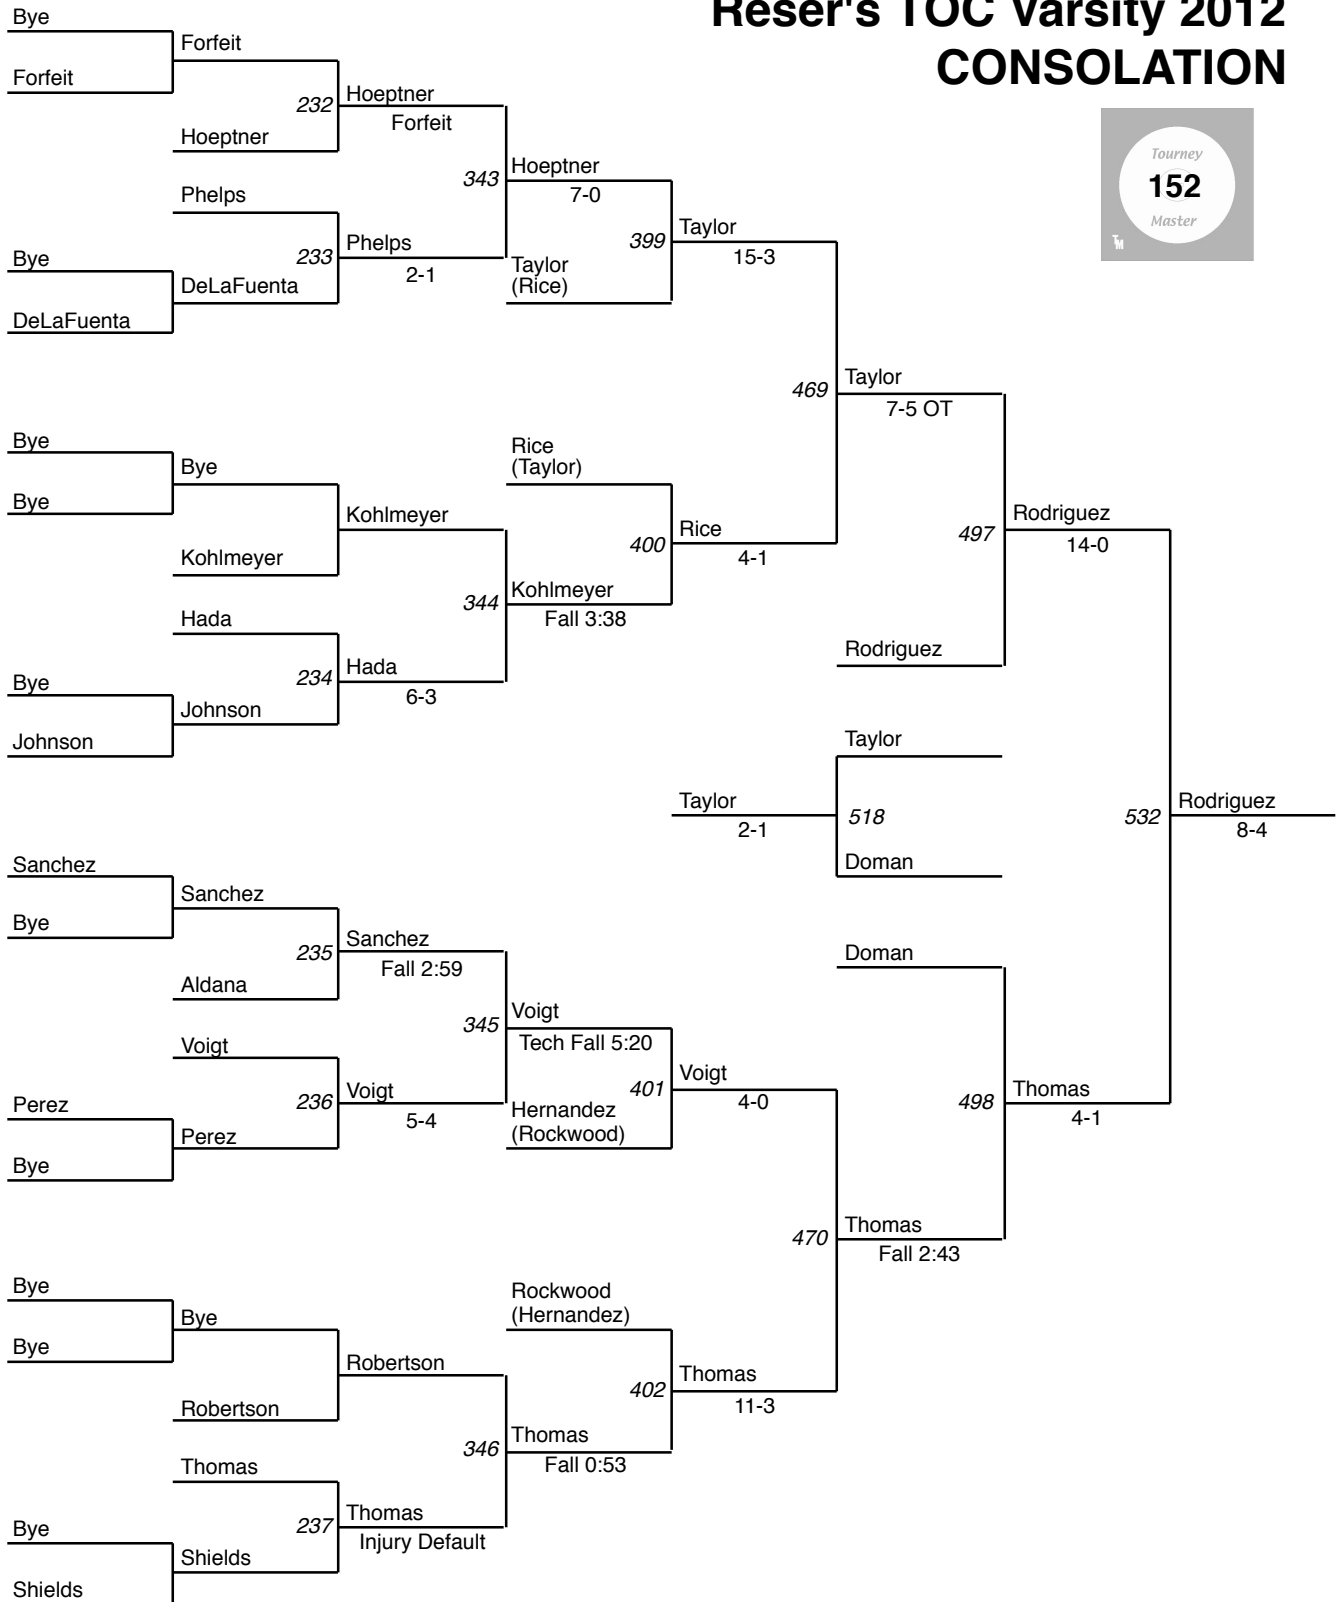 Reser's TOC Varsity 2012
CONSOLATION
Tourney
152
Master
TM
Bye
Forfeit
Forfeit
232
Hoeptner
Hoeptner
Forfeit
Phelps
343
Hoeptner
7-0
Bye
DeLaFuenta
DeLaFuenta
233
Phelps
2-1
Taylor
(Rice)
399
Taylor
15-3
Bye
Bye
Bye
Kohlmeyer
Kohlmeyer
Hada
344
Kohlmeyer
Fall 3:38
Bye
Johnson
Johnson
234
Hada
6-3
Rice
(Taylor)
400
Rice
4-1
469
Taylor
7-5 OT
497
Rodriguez
14-0
Rodriguez
Taylor
Taylor
2-1
518
Doman
532
Rodriguez
8-4
Sanchez
Bye
Sanchez
235
Sanchez
Fall 2:59
Aldana
Voigt
345
Voigt
Tech Fall 5:20
Perez
Bye
Perez
236
Voigt
5-4
Hernandez
(Rockwood)
401
Voigt
4-0
Doman
498
Thomas
4-1
470
Thomas
Fall 2:43
Bye
Bye
Bye
Robertson
Robertson
Rockwood
(Hernandez)
402
Thomas
11-3
Thomas
346
Thomas
Fall 0:53
Bye
Shields
Shields
237
Thomas
Injury Default